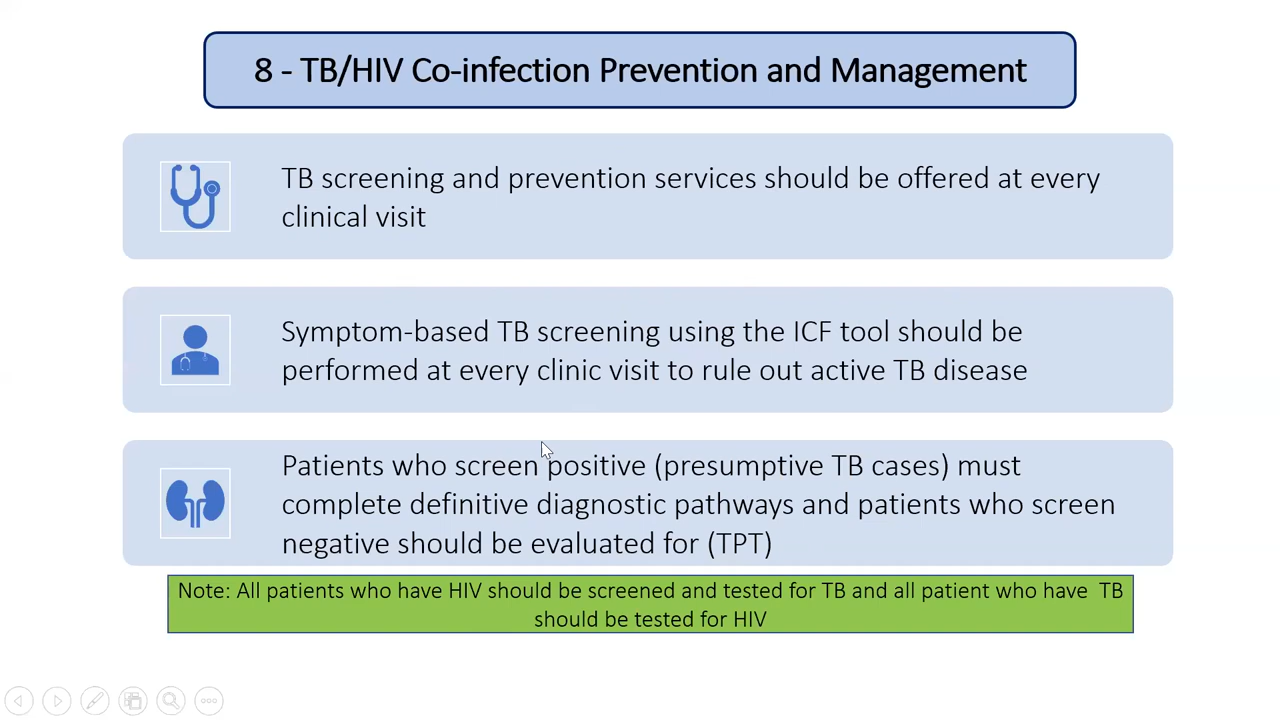 8 - TB/HIV Co-infection Prevention and Management
TB screening and prevention services should be offered at every
clinical visit
Symptom-based TB screening using the ICF tool should be
performed at every clinic visit to rule out active TB disease
Patients who screen positive (presumptive TB cases) must
complete definitive diagnostic pathways and patients who screen
negative should be evaluated for (TPT)
Note: All patients who have HIV should be screened and tested for TB and all patient who have  TB
should be tested for HIV